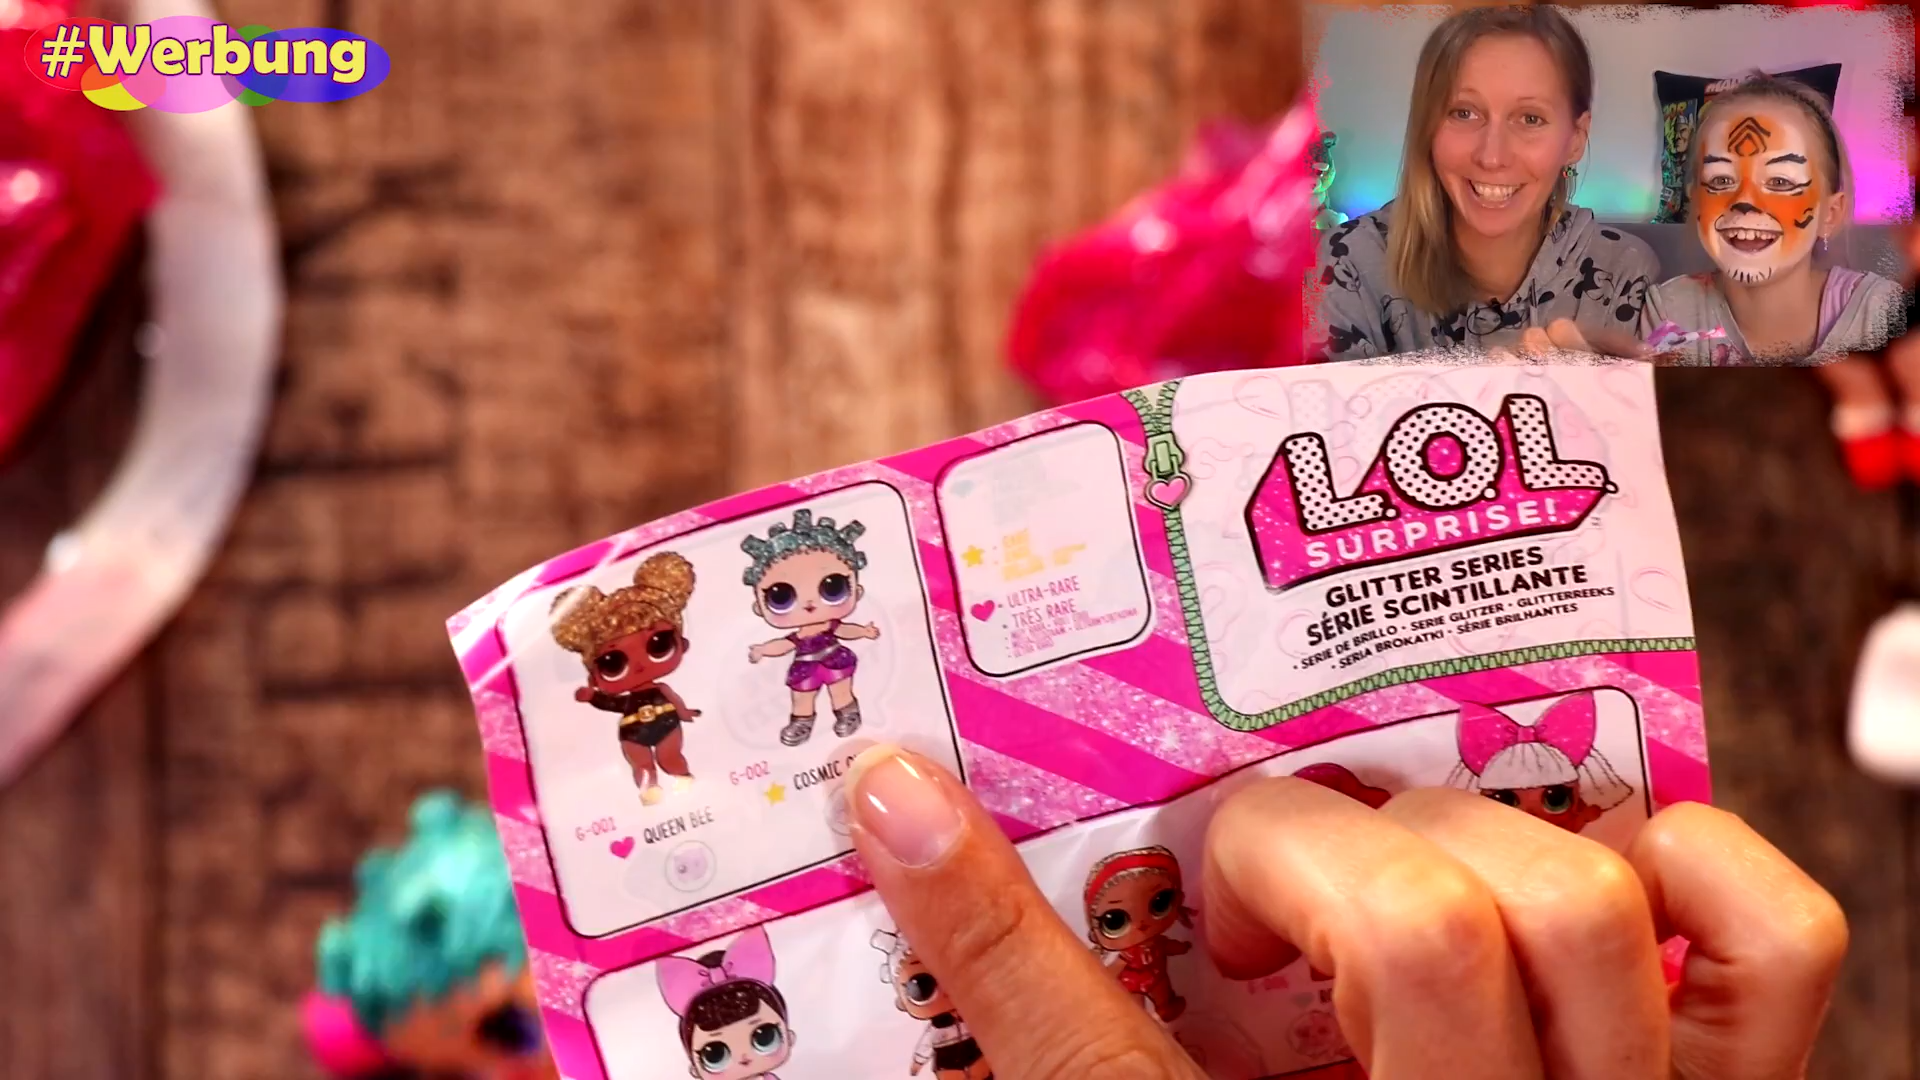 #Werbung
L.O.L.
SURPRISE!
GLITTER SERIES
SÉRIE SCINTILLANTE
• SERIE DE BRILLO • SERIE GLITZER • GLITTERREEKS
• SERIA BROKATKI • SÉRIE BRILHANTES
• ULTRA-RARE
• TRÈS RARE
G-001
QUEEN BEE
G-002
COSMIC